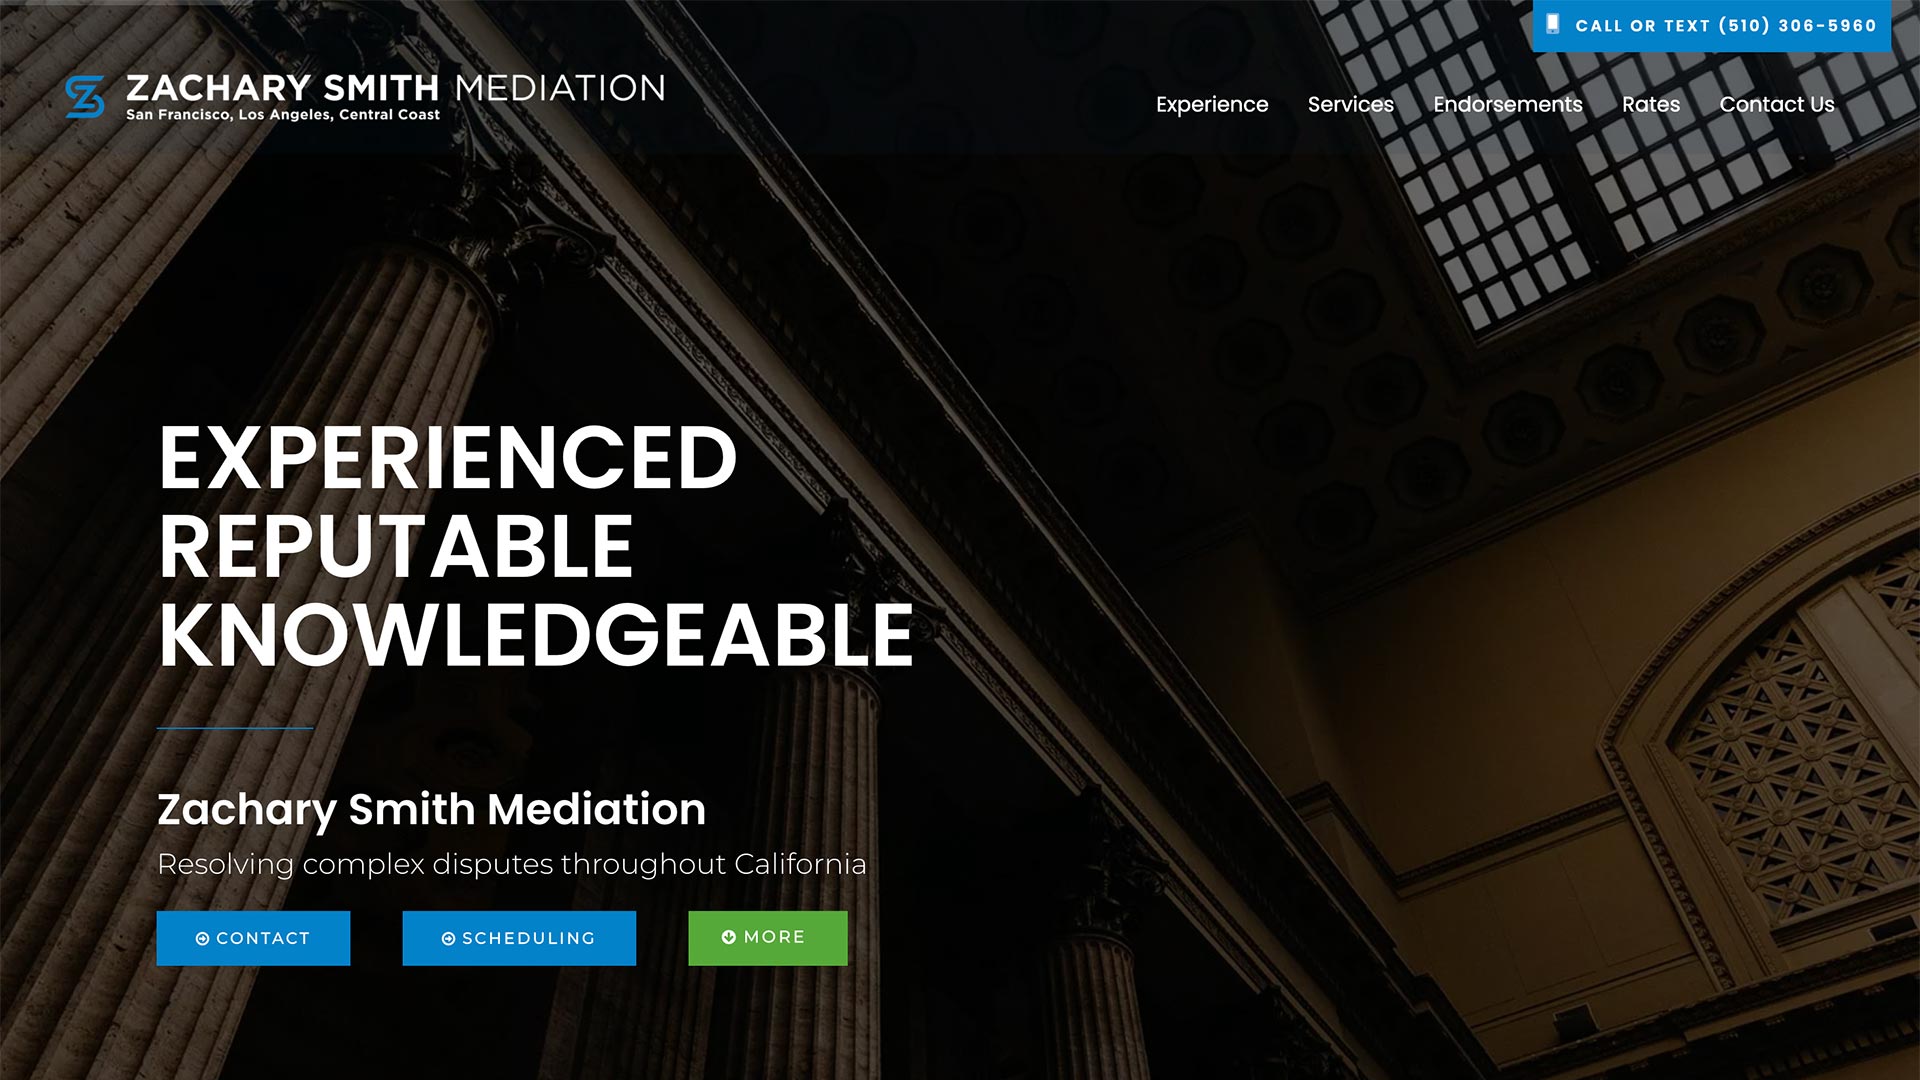 CALL OR TEXT (510) 306-5960
ZACHARY SMITH MEDIATION
San Francisco, Los Angeles, Central Coast
Experience Services Endorsements Rates Contact Us
EXPERIENCED
REPUTABLE
KNOWLEDGEABLE
Zachary Smith Mediation
Resolving complex disputes throughout California
CONTACT SCHEDULING MORE